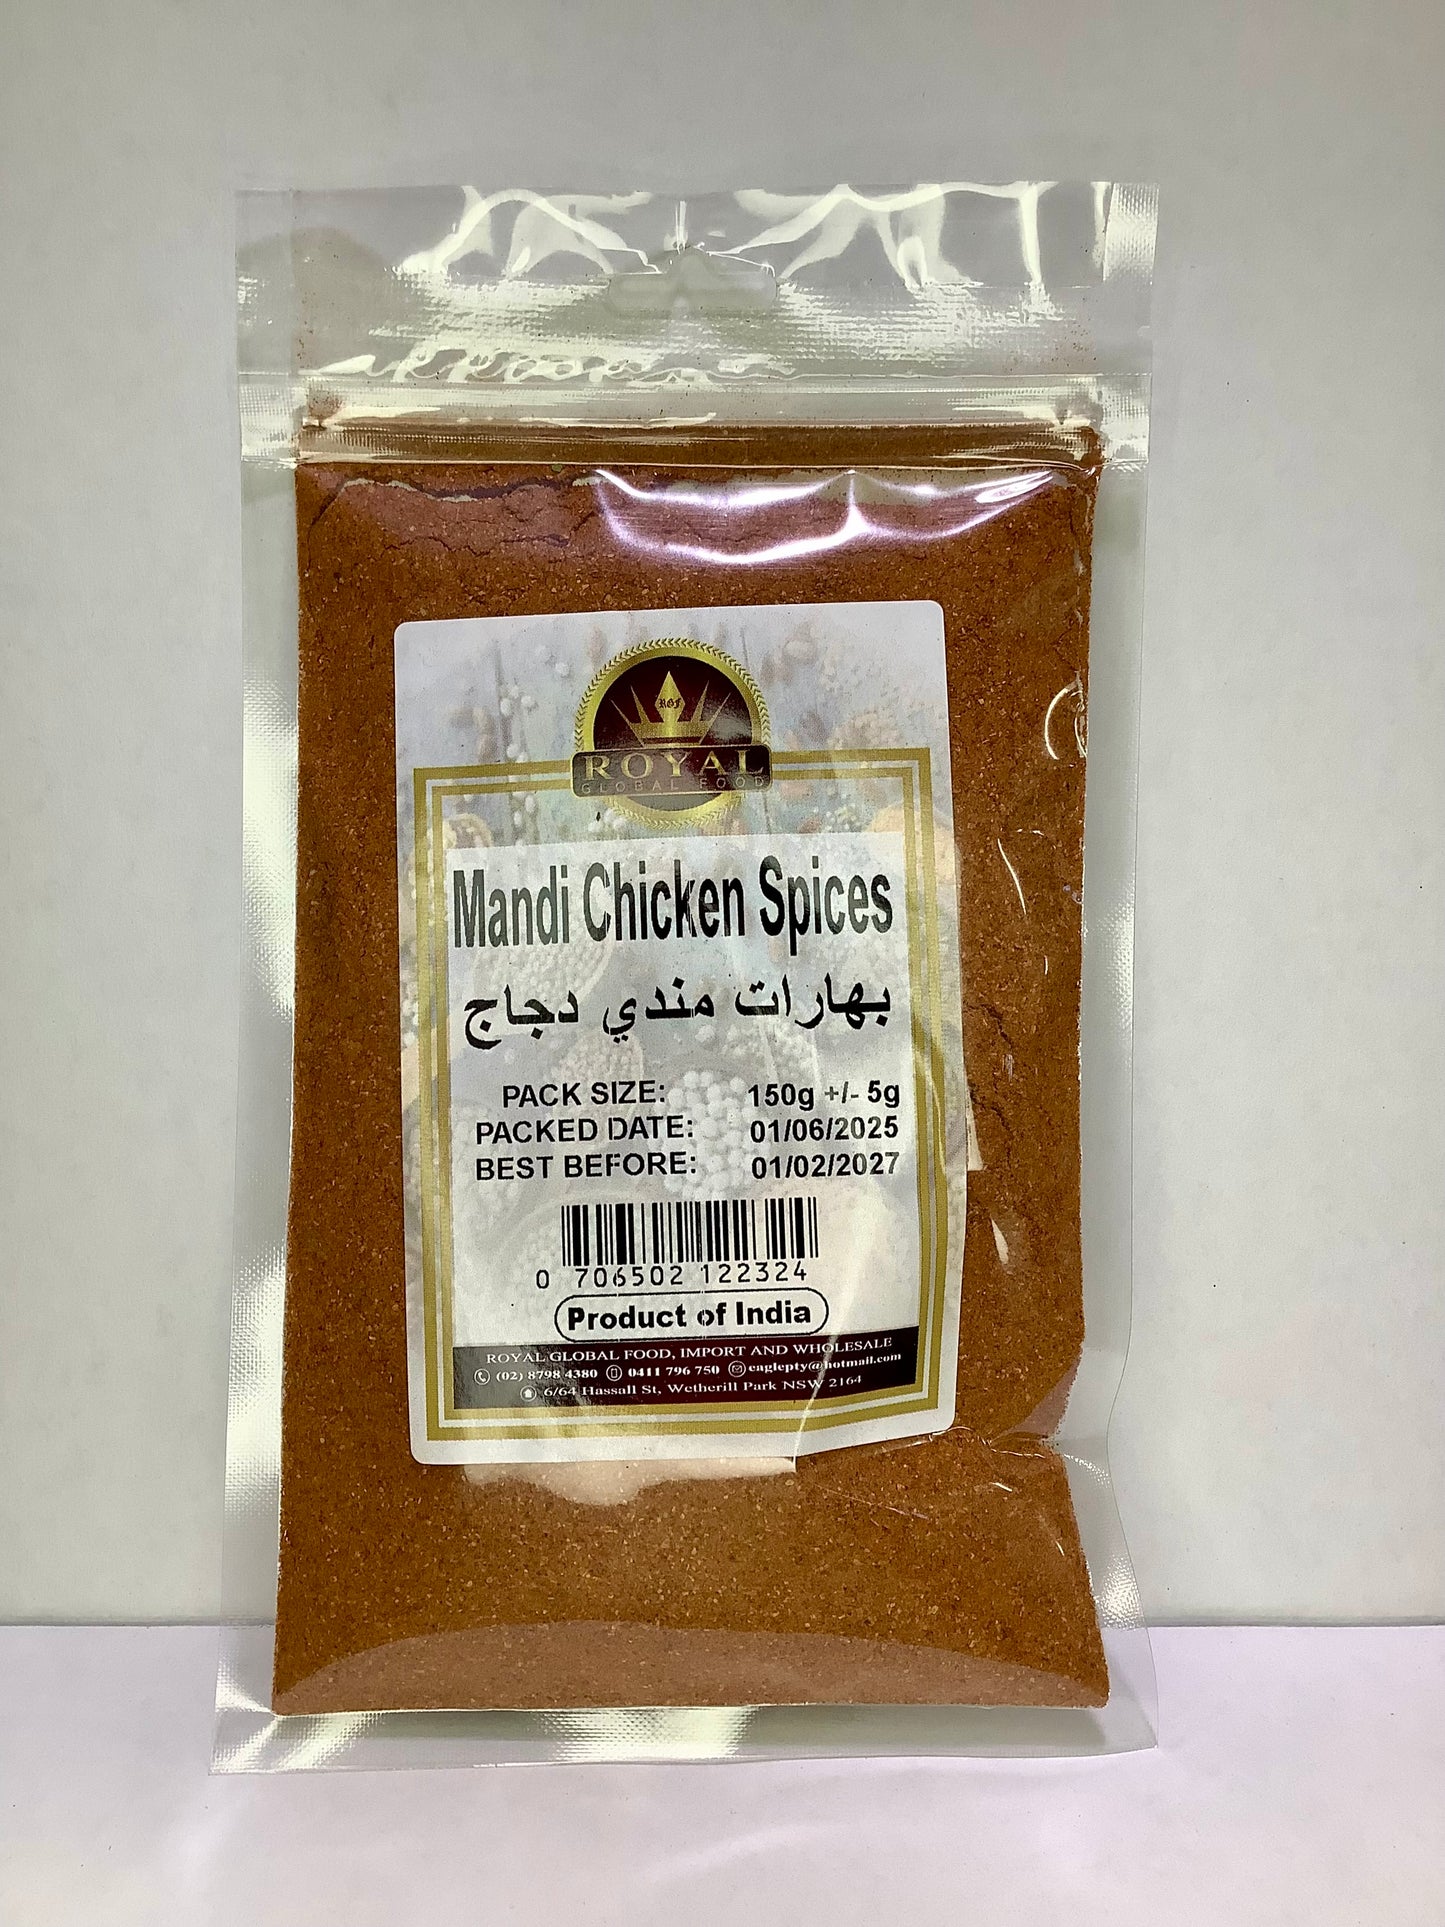 RGF
ROYAL
GLOBAL FOOD
Mandi Chicken Spices
بهارات مندي دجاج
PACK SIZE: 150g +/- 5g
PACKED DATE: 01/06/2025
BEST BEFORE: 01/02/2027
0 706502 122324
Product of India
ROYAL GLOBAL FOOD, IMPORT AND WHOLESALE
(02) 8798 4380 0411 796 750 eaglepty@hotmail.com
6/64 Hassall St, Wetherill Park NSW 2164